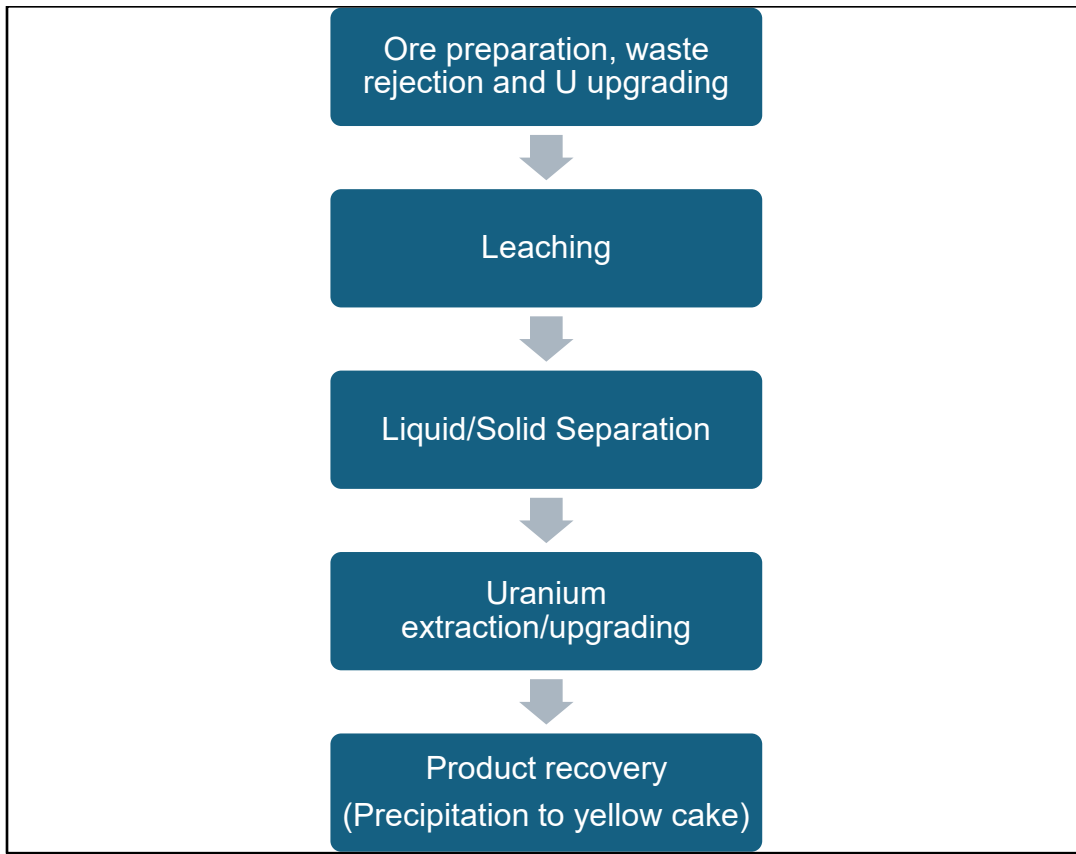 Ore preparation, waste
rejection and U upgrading
Leaching
Liquid/Solid Separation
Uranium
extraction/upgrading
Product recovery
(Precipitation to yellow cake)